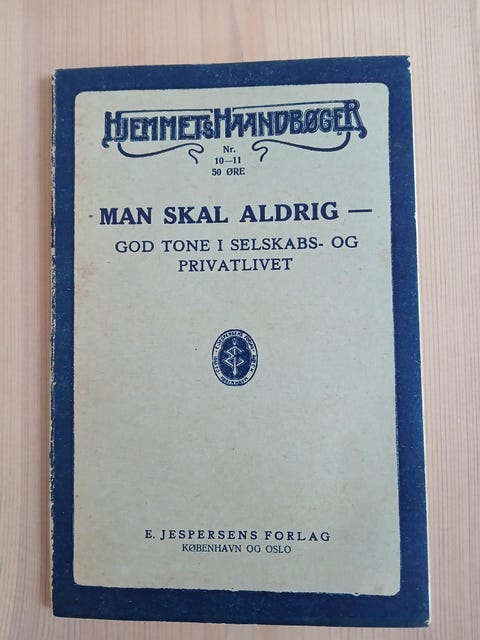 HJEMMETS HAANDBØGER
Nr.
10—11
50 ØRE
MAN SKAL ALDRIG —
GOD TONE I SELSKABS- OG
PRIVATLIVET
E. JESPERSENS FORLAG
KØBENHAVN OG OSLO